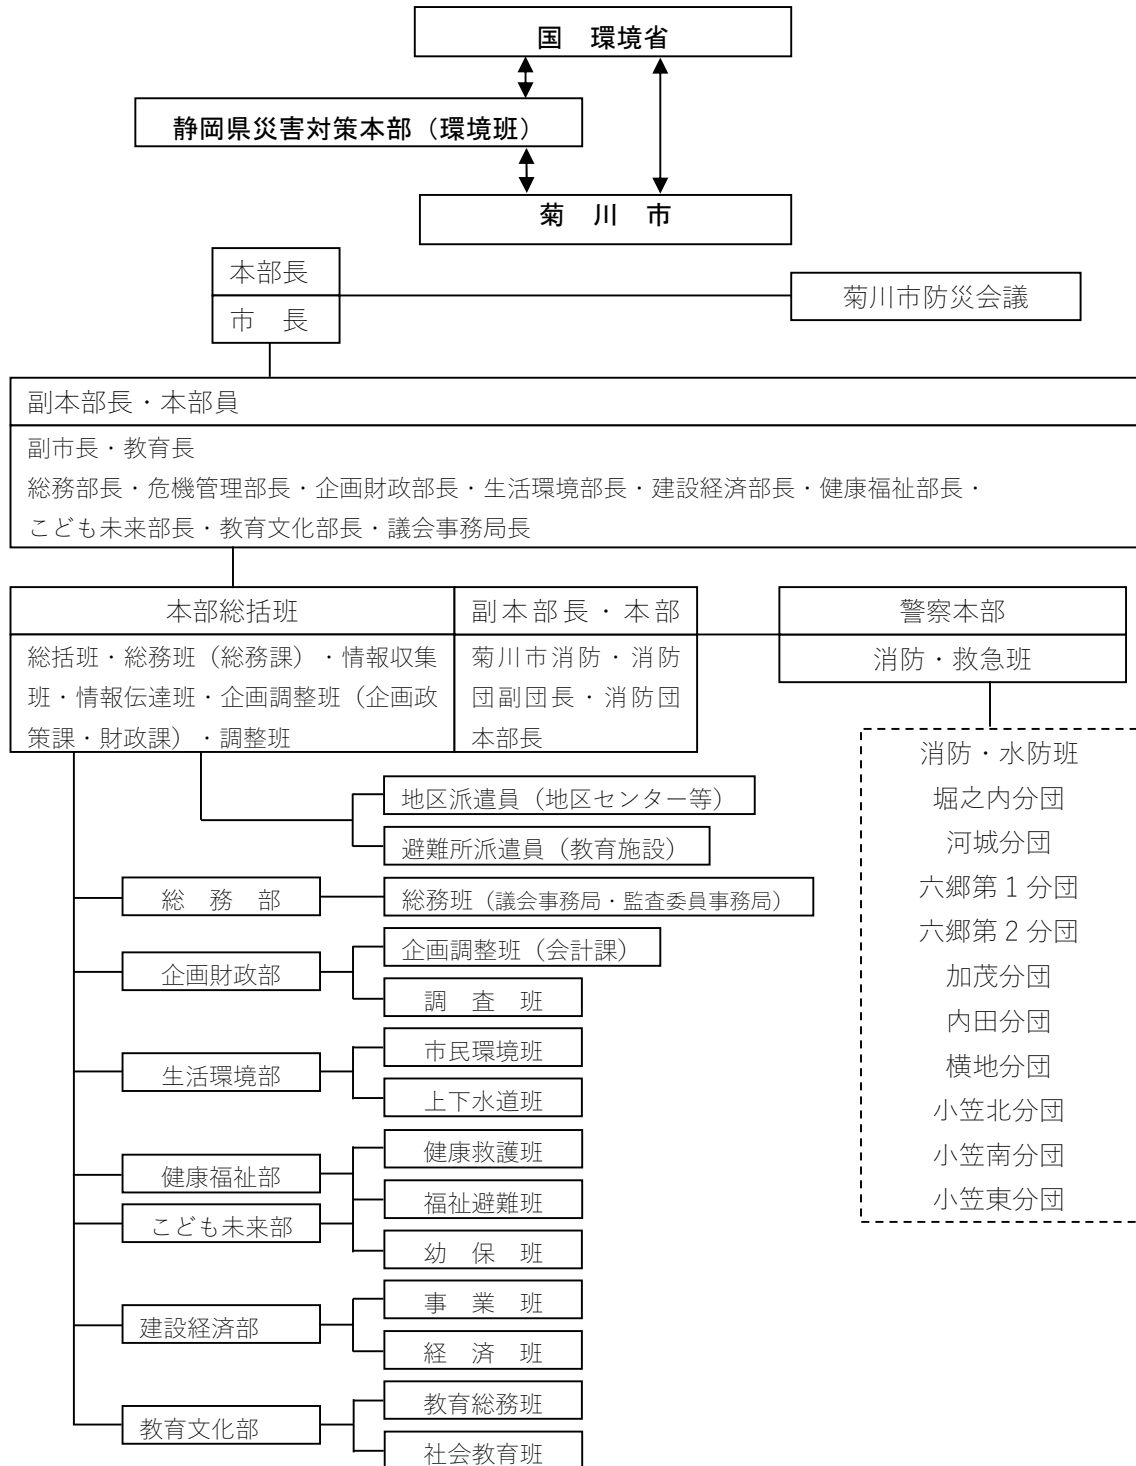 国　環境省
静岡県災害対策本部（環境班）
菊　川　市
本部長
市　長
菊川市防災会議
副本部長・本部員
副市長・教育長
総務部長・危機管理部長・企画財政部長・生活環境部長・建設経済部長・健康福祉部長・
こども未来部長・教育文化部長・議会事務局長
本部総括班
総括班・総務班（総務課）・情報収集
班・情報伝達班・企画調整班（企画政
策課・財政課）・調整班
副本部長・本部
菊川市消防・消防
団副団長・消防団
本部長
警察本部
消防・救急班
消防・水防班
堀之内分団
河城分団
六郷第１分団
六郷第２分団
加茂分団
内田分団
横地分団
小笠北分団
小笠南分団
小笠東分団
地区派遣員（地区センター等）
避難所派遣員（教育施設）
総　務　部
総務班（議会事務局・監査委員事務局）
企画財政部
企画調整班（会計課）
調　査　班
生活環境部
市民環境班
上下水道班
健康福祉部
こども未来部
健康救護班
福祉避難班
幼　保　班
建設経済部
事　業　班
経　済　班
教育文化部
教育総務班
社会教育班